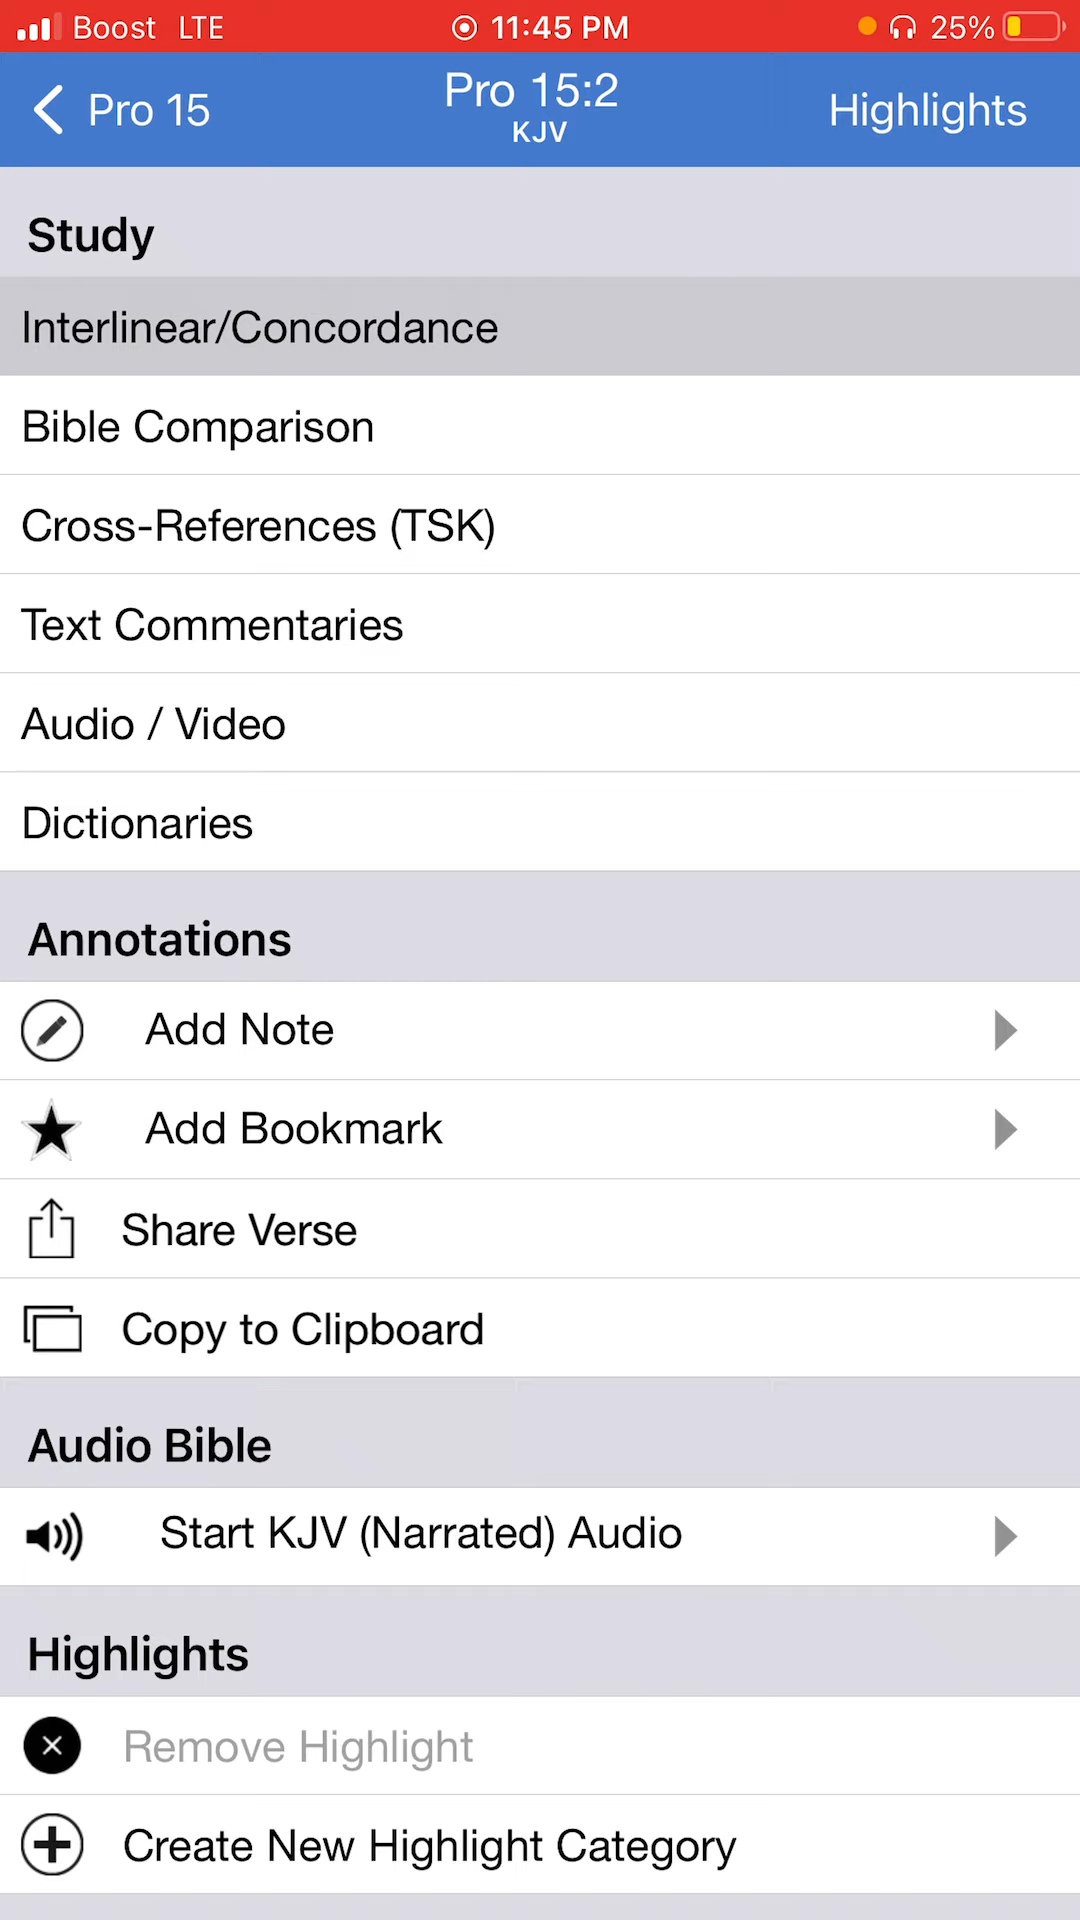 Boost LTE 11:45 PM 25%
Pro 15 Pro 15:2 Highlights
KJV
Study
Interlinear/Concordance
Bible Comparison
Cross-References (TSK)
Text Commentaries
Audio / Video
Dictionaries
Annotations
Add Note
Add Bookmark
Share Verse
Copy to Clipboard
Audio Bible
Start KJV (Narrated) Audio
Highlights
Remove Highlight
Create New Highlight Category